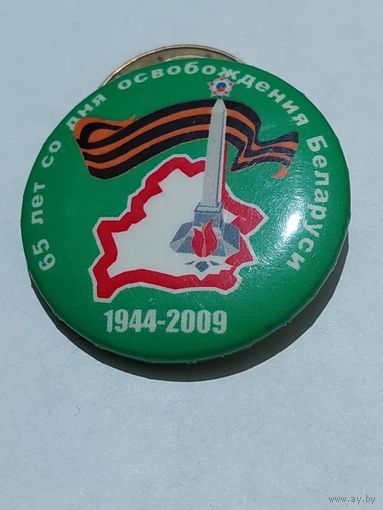 65 лет со дня освобождения Беларуси
1944-2009
www.ay.by